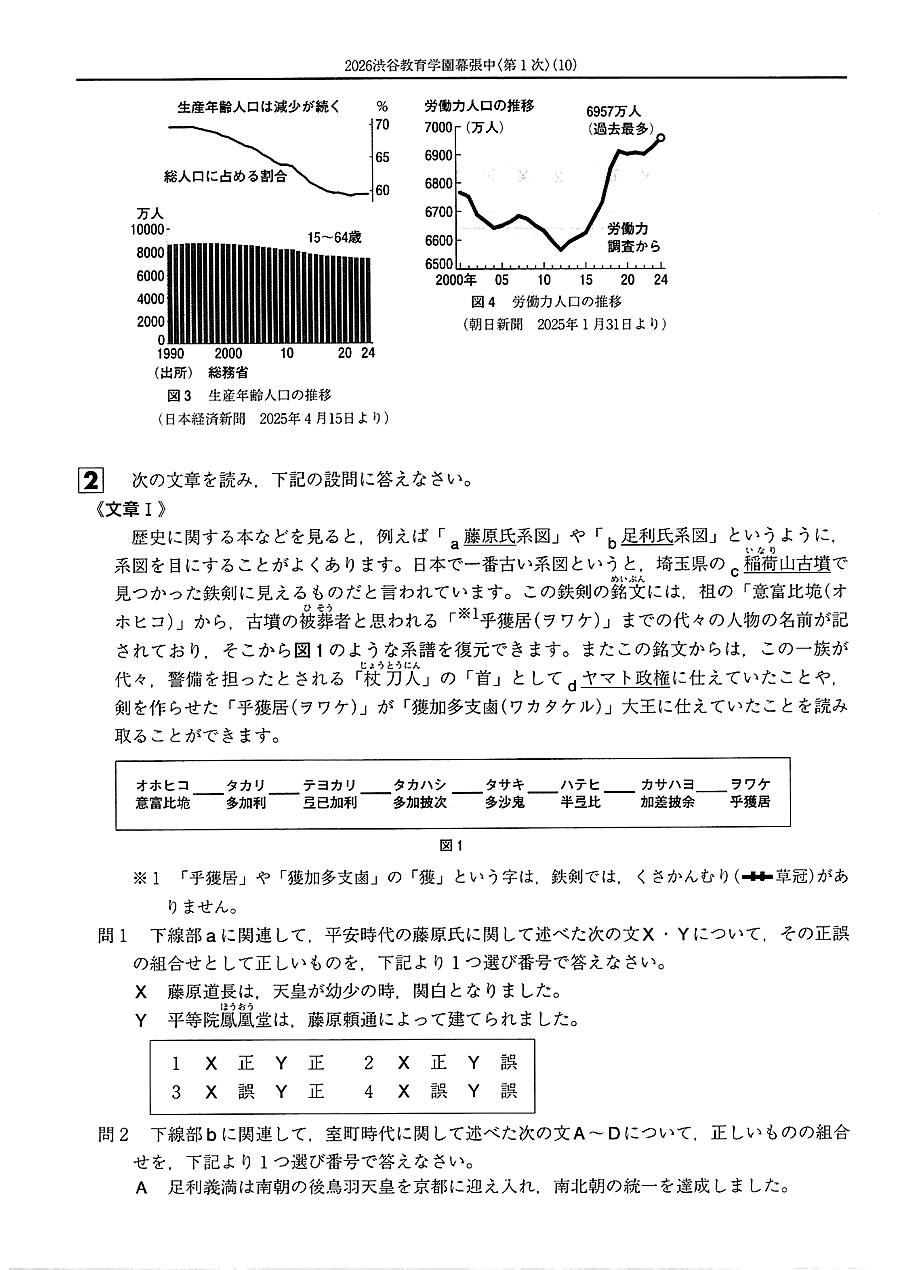 2026渋谷教育学園幕張中〈第1次〉(10)
生産年齢人口は減少が続く
%
70
65
60
総人口に占める割合
万人
10000
8000
6000
4000
2000
0
15～64歳
1990 2000 10 20 24
(出所) 総務省
図3 生産年齢人口の推移
(日本経済新聞 2025年4月15日より)
労働力人口の推移
7000 (万人)
6957万人
(過去最多)
6900
6800
6700
6600
6500
労働力
調査から
2000年 05 10 15 20 24
図4 労働力人口の推移
(朝日新聞 2025年1月31日より)
2 次の文章を読み，下記の設問に答えなさい。
《文章Ⅰ》
歴史に関する本などを見ると，例えば「a藤原氏系図」や「b足利氏系図」というように，
いなり
系図を目にすることがよくあります。日本で一番古い系図というと，埼玉県のc稲荷山古墳で
めいぶん
見つかった鉄剣に見えるものだと言われています。この鉄剣の銘文には，祖の「意富比垝(オ
ひそう
ホヒコ)」から，古墳の被葬者と思われる「※1乎獲居(ヲワケ)」までの代々の人物の名前が記
されており，そこから図1のような系譜を復元できます。またこの銘文からは，この一族が
じょうとうにん
代々，警備を担ったとされる「杖刀人」の「首」としてdヤマト政権に仕えていたことや，
剣を作らせた「乎獲居(ヲワケ)」が「獲加多支鹵(ワカタケル)」大王に仕えていたことを読み
取ることができます。
オホヒコ タカリ テヨカリ タカハシ タサキ ハテヒ カサハヨ ヲワケ
意富比垝 多加利 弖已加利 多加披次 多沙鬼 半弖比 加差披余 乎獲居
図1
※1 「乎獲居」や「獲加多支鹵」の「獲」という字は，鉄剣では，くさかんむり(艹草冠)があ
りません。
問1 下線部aに関連して，平安時代の藤原氏に関して述べた次の文X・Yについて，その正誤
の組合せとして正しいものを，下記より1つ選び番号で答えなさい。
X 藤原道長は，天皇が幼少の時，関白となりました。
ほうおう
Y 平等院鳳凰堂は，藤原頼通によって建てられました。
1 X 正 Y 正 2 X 正 Y 誤
3 X 誤 Y 正 4 X 誤 Y 誤
問2 下線部bに関連して，室町時代に関して述べた次の文A～Dについて，正しいものの組合
せを，下記より1つ選び番号で答えなさい。
A 足利義満は南朝の後鳥羽天皇を京都に迎え入れ，南北朝の統一を達成しました。